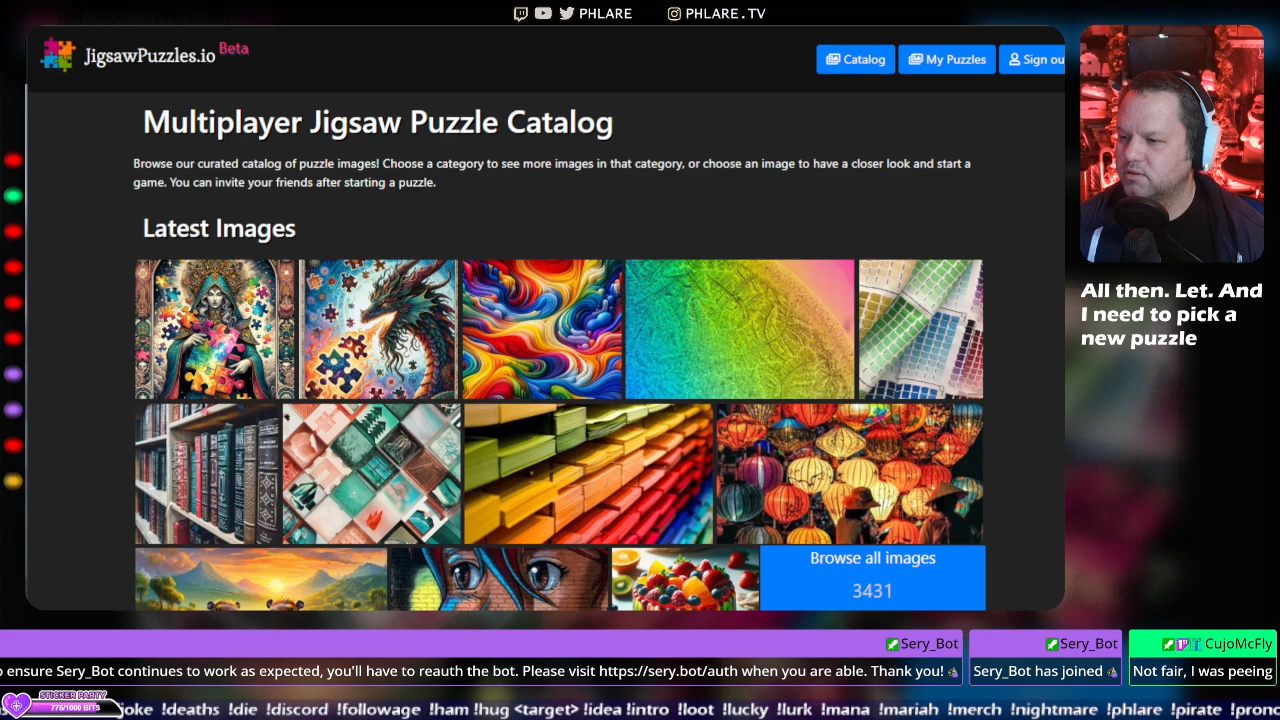 PHLARE
PHLARE.TV
JigsawPuzzles.io Beta
Catalog
My Puzzles
Sign ou
Multiplayer Jigsaw Puzzle Catalog
Browse our curated catalog of puzzle images! Choose a category to see more images in that category, or choose an image to have a closer look and start a
game. You can invite your friends after starting a puzzle.
Latest Images
Browse all images
3431
All then. Let. And
I need to pick a
new puzzle
Sery_Bot
o ensure Sery_Bot continues to work as expected, you'll have to reauth the bot. Please visit https://sery.bot/auth when you are able. Thank you!
Sery_Bot
Sery_Bot has joined
CujoMcFly
Not fair, I was peeing
STICKER PARTY
775/1000 BITS
joke !deaths !die !discord !followage !ham !hug <target> !idea !intro !loot !lucky !lurk !mana !mariah !merch !nightmare !phlare !pirate !prono